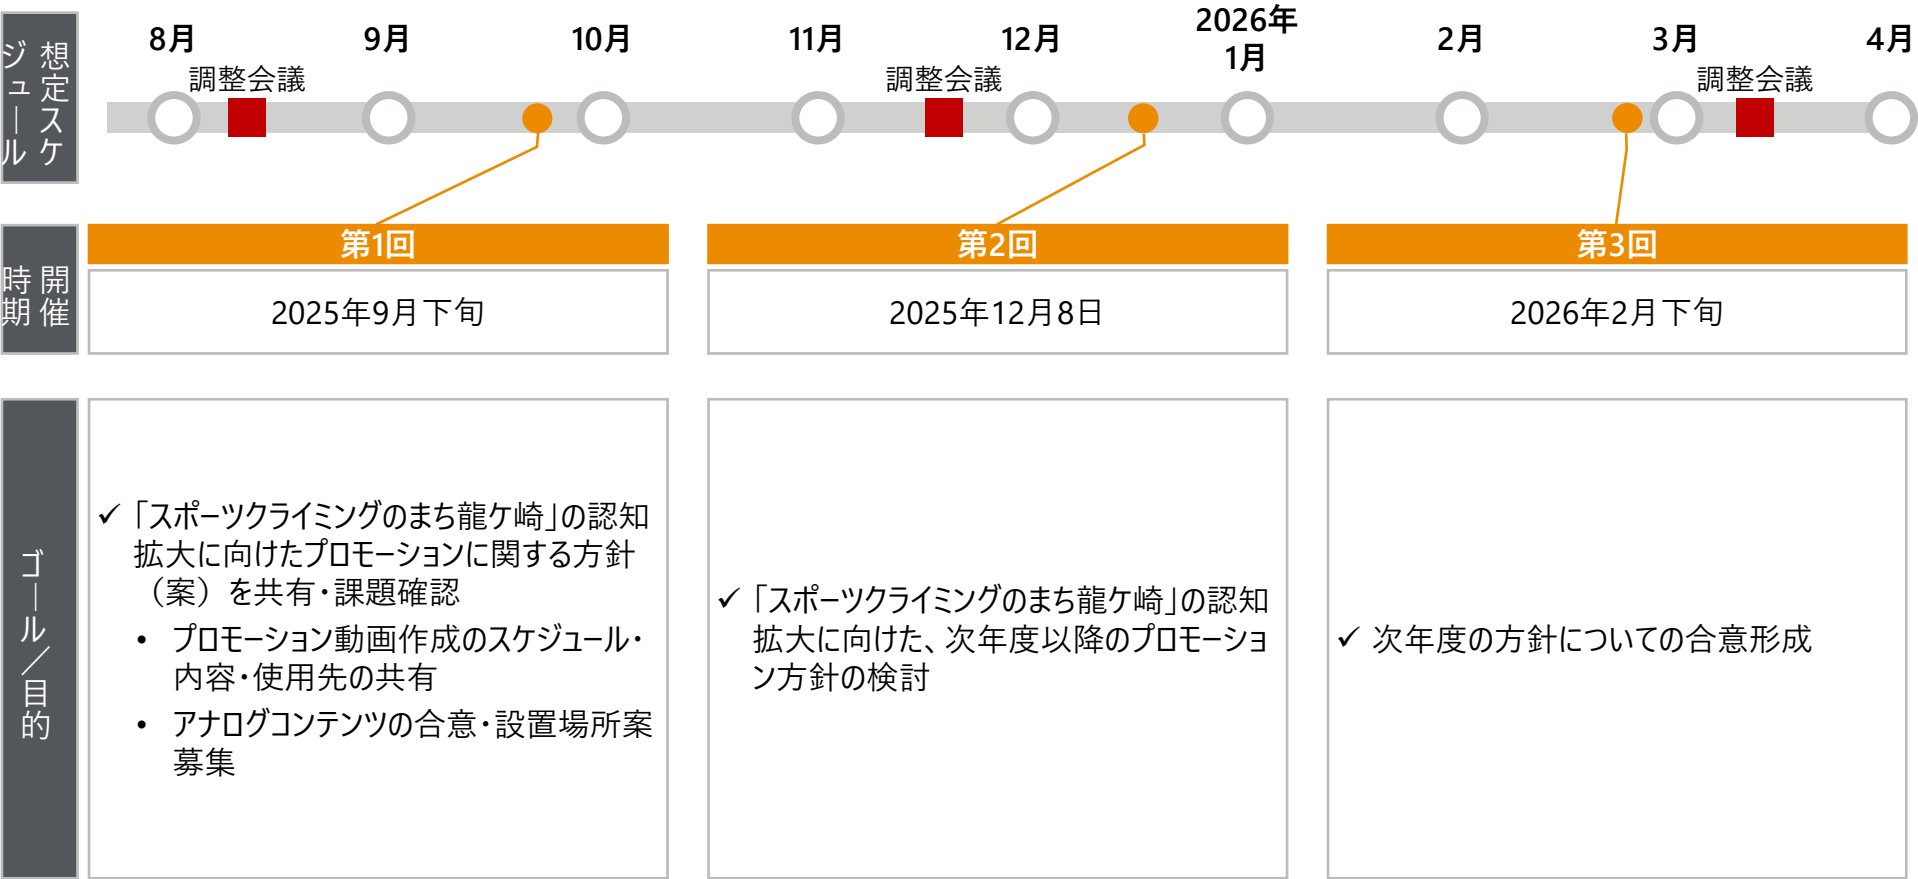 想定スケ
ジュール
8月
9月
10月
11月
12月
2026年
1月
2月
3月
4月
調整会議
調整会議
調整会議
開催
時期
第1回
第2回
第3回
2025年9月下旬
2025年12月8日
2026年2月下旬
ゴール／目的
✓ 「スポーツクライミングのまち龍ケ崎」の認知
拡大に向けたプロモーションに関する方針
（案）を共有・課題確認
• プロモーション動画作成のスケジュール・
内容・使用先の共有
• アナログコンテンツの合意・設置場所案
募集
✓ 「スポーツクライミングのまち龍ケ崎」の認知
拡大に向けた、次年度以降のプロモーショ
ン方針の検討
✓ 次年度の方針についての合意形成